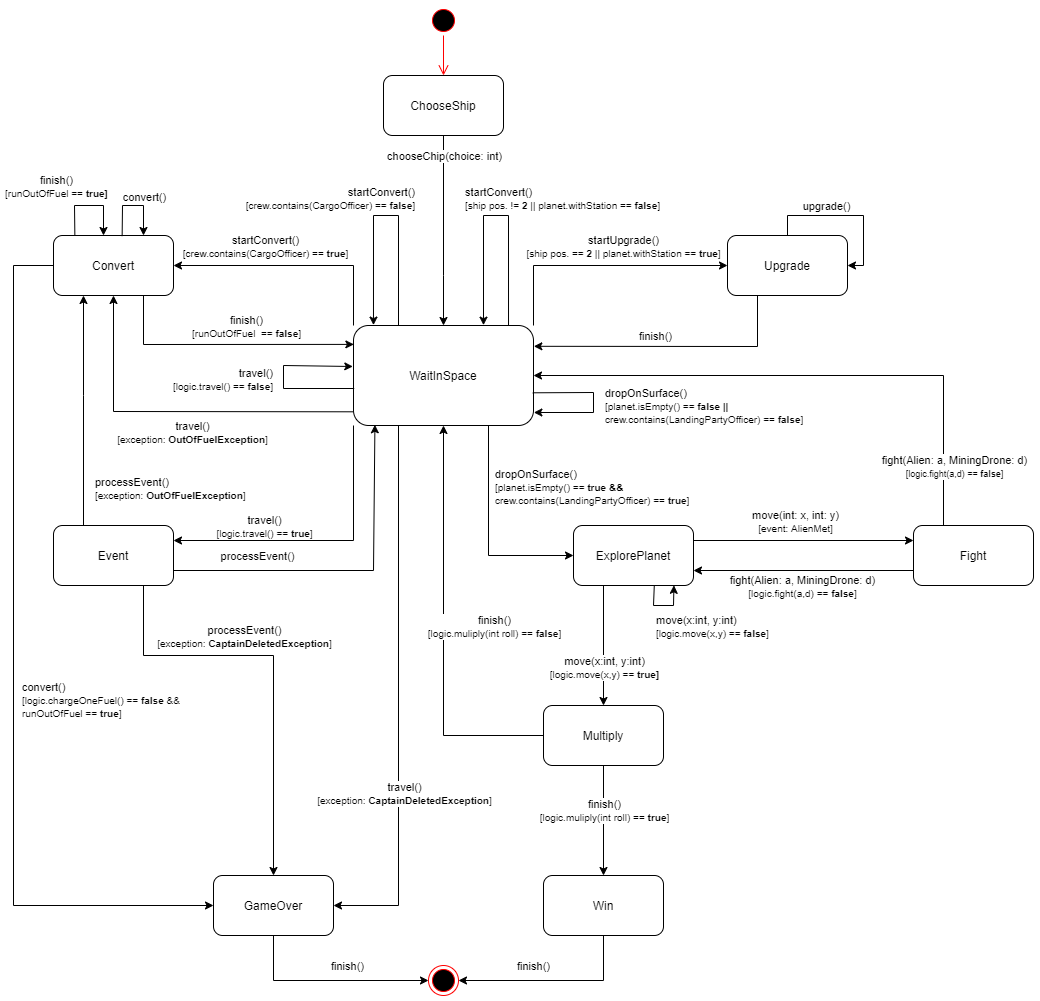 ChooseShip
chooseChip(choice: int)
finish()
[runOutOfFuel == true]
convert()
startConvert()
[crew.contains(CargoOfficer) == false]
startConvert()
[ship pos. != 2 || planet.withStation == false]
upgrade()
startConvert()
[crew.contains(CargoOfficer) == true]
startUpgrade()
[ship pos. == 2 || planet.withStation == true]
Convert
Upgrade
finish()
[runOutOfFuel == false]
finish()
WaitInSpace
travel()
[logic.travel() == false]
dropOnSurface()
[planet.isEmpty() == false ||
crew.contains(LandingPartyOfficer) == false]
travel()
[exception: OutOfFuelException]
fight(Alien: a, MiningDrone: d)
[logic.fight(a,d) == false]
dropOnSurface()
[planet.isEmpty() == true &&
crew.contains(LandingPartyOfficer) == true]
processEvent()
[exception: OutOfFuelException]
travel()
[logic.travel() == true]
move(int: x, int: y)
[event: AlienMet]
Event
processEvent()
ExplorePlanet
Fight
fight(Alien: a, MiningDrone: d)
[logic.fight(a,d) == false]
finish()
[logic.muliply(int roll) == false]
move(x:int, y:int)
[logic.move(x,y) == false]
processEvent()
[exception: CaptainDeletedException]
move(x:int, y:int)
[logic.move(x,y) == true]
convert()
[logic.chargeOneFuel() == false &&
runOutOfFuel == true]
Multiply
travel()
[exception: CaptainDeletedException]
finish()
[logic.muliply(int roll) == true]
GameOver
Win
finish()
finish()